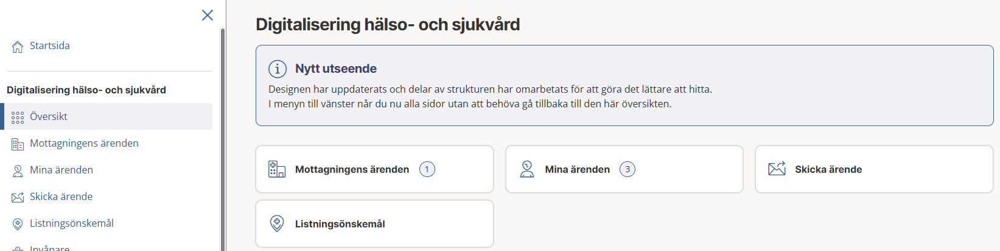 Startsida
Digitalisering hälso- och sjukvård
Översikt
Mottagningens ärenden
Mina ärenden
Skicka ärende
Listningsönskemål
Invånare
Digitalisering hälso- och sjukvård
Nytt utseende
Designen har uppdaterats och delar av strukturen har omarbetats för att göra det lättare att hitta.
I menyn till vänster når du nu alla sidor utan att behöva gå tillbaka till den här översikten.
Mottagningens ärenden 1
Mina ärenden 3
Skicka ärende
Listningsönskemål